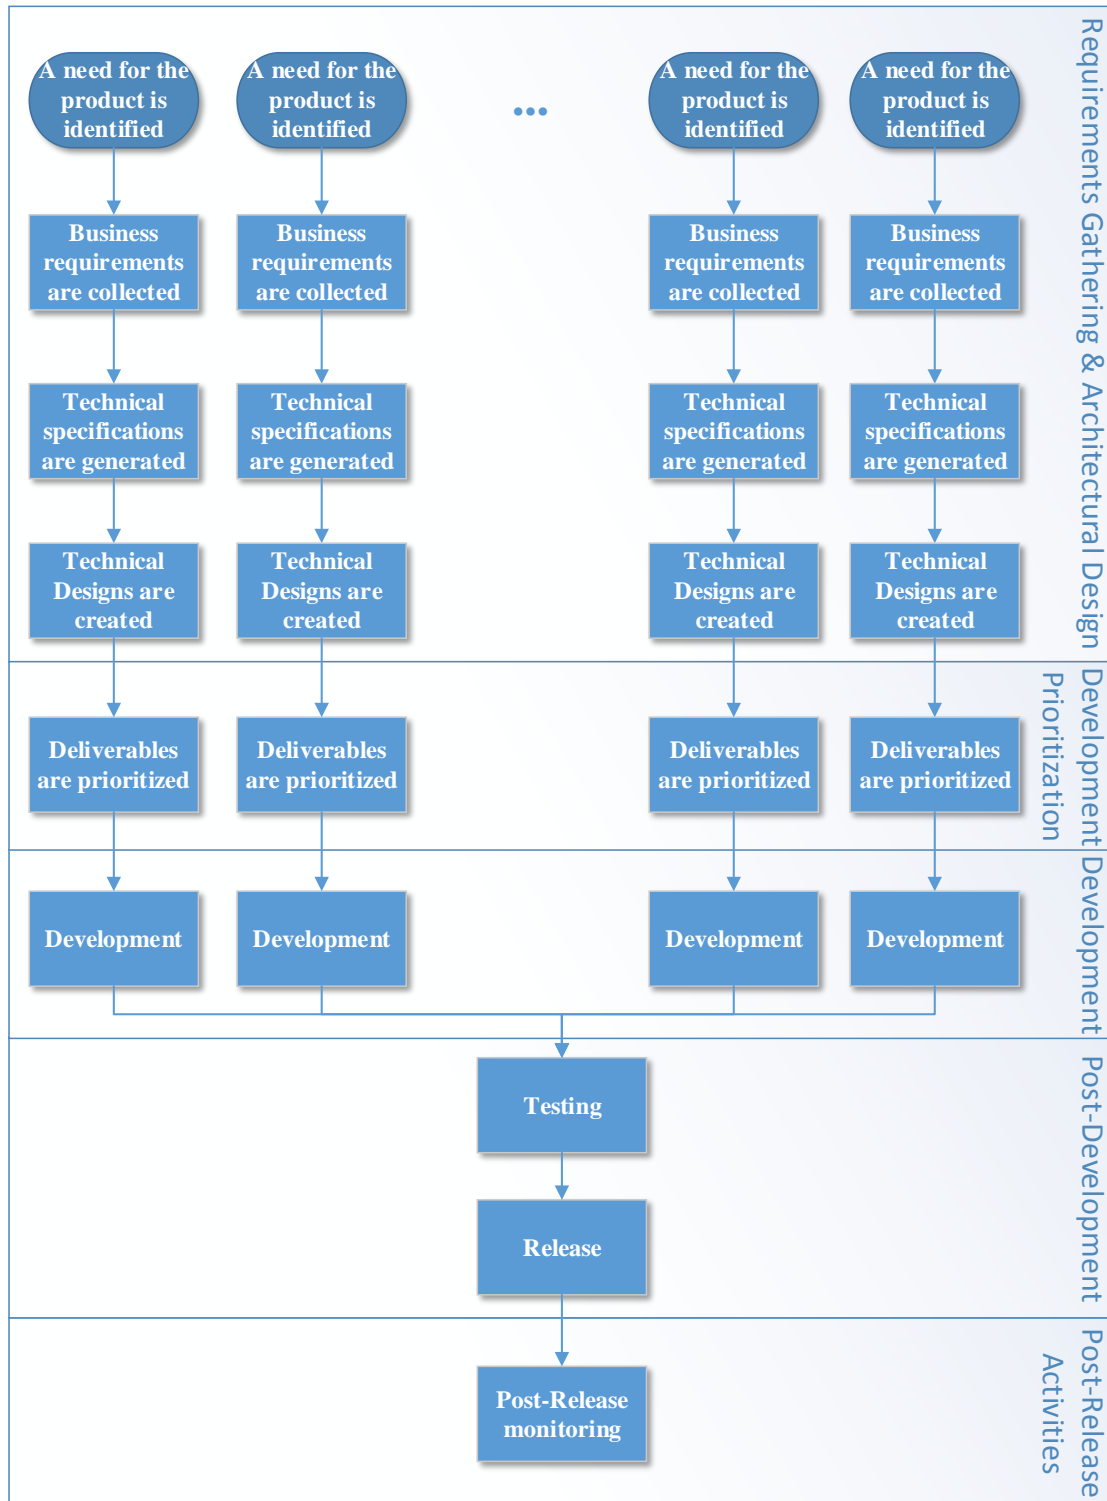 A need for the
product is
identified
A need for the
product is
identified
...
A need for the
product is
identified
A need for the
product is
identified
Business
requirements
are collected
Business
requirements
are collected
Business
requirements
are collected
Business
requirements
are collected
Technical
specifications
are generated
Technical
specifications
are generated
Technical
specifications
are generated
Technical
specifications
are generated
Technical
Designs are
created
Technical
Designs are
created
Technical
Designs are
created
Technical
Designs are
created
Requirements Gathering & Architectural Design
Deliverables
are prioritized
Deliverables
are prioritized
Deliverables
are prioritized
Deliverables
are prioritized
Development
Prioritization
Development
Development
Development
Development
Development
Testing
Release
Post-Development
Post-Release
monitoring
Post-Release
Activities